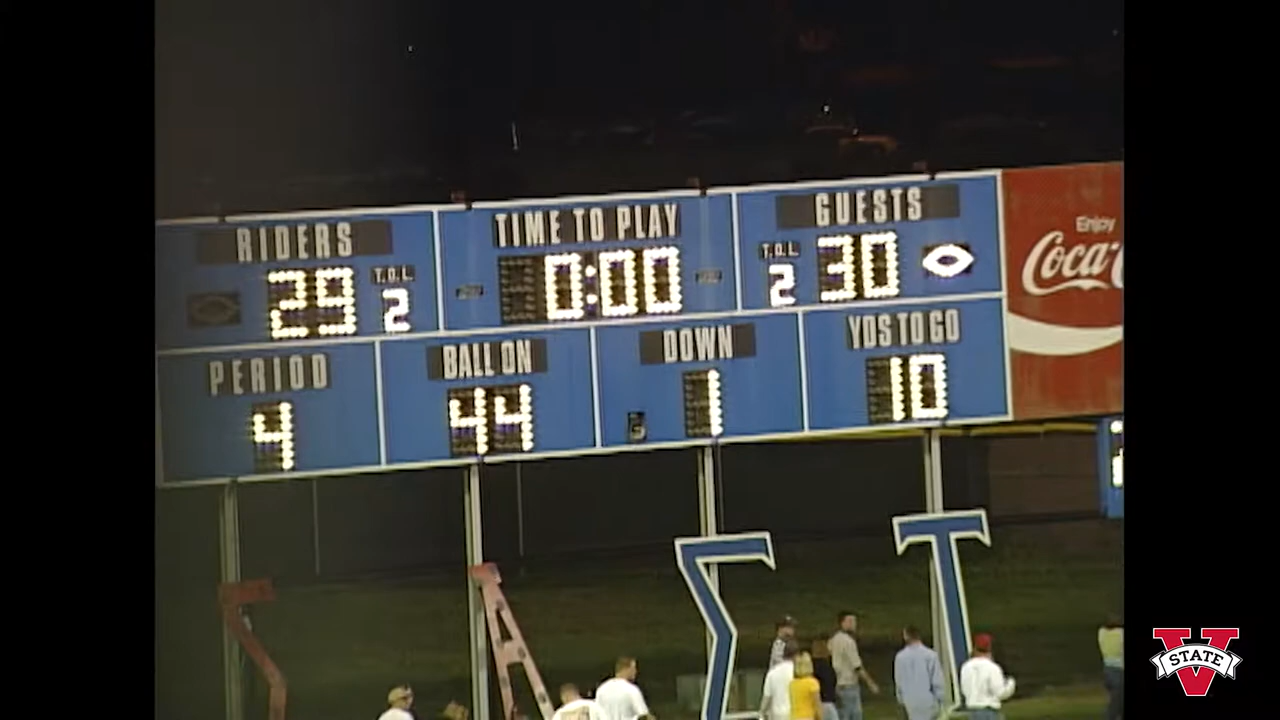 RIDERS
29
T.O.L.
2
TIME TO PLAY
0:00
GUESTS
T.O.L.
2
30
PERIOD
4
BALL ON
44
DOWN
1
YDS TO GO
10
Enjoy
Coca
Σ
Α
Σ
Τ
V
STATE